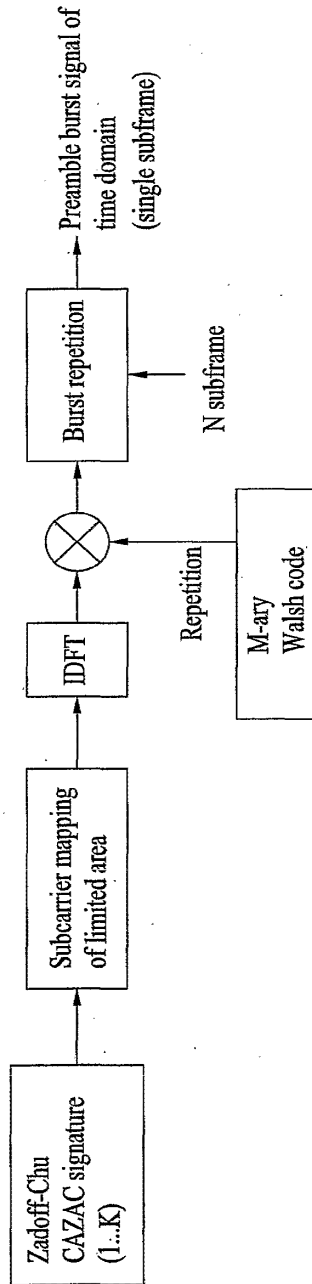 Zadoff-Chu
CAZAC signature
(1...K)
Subcarrier mapping
of limited area
IDFT
Repetition
M-ary
Walsh code
Burst repetition
N subframe
Preamble burst signal of
time domain
(single subframe)